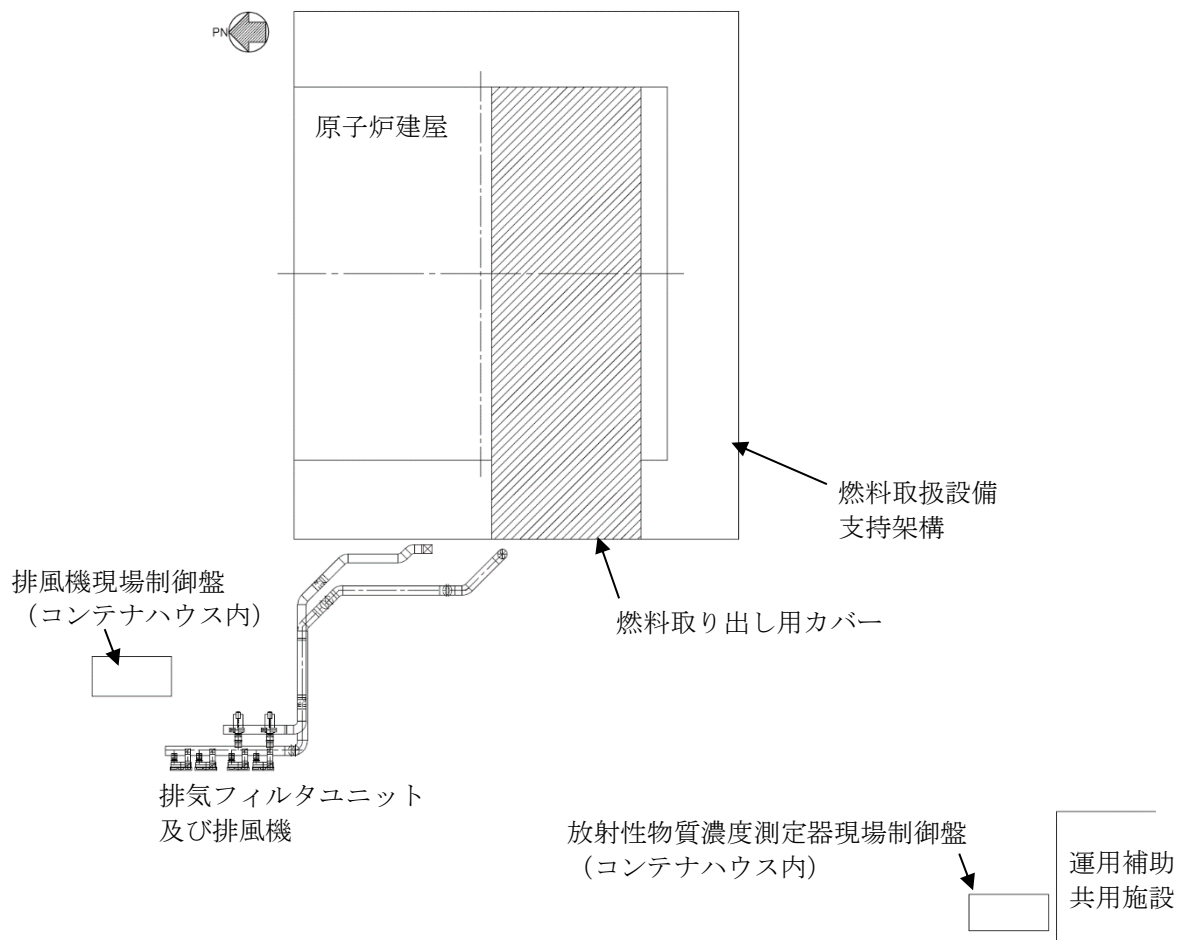 PN
原子炉建屋
燃料取扱設備
支持架構
排風機現場制御盤
（コンテナハウス内）
燃料取り出し用カバー
排気フィルタユニット
及び排風機
放射性物質濃度測定器現場制御盤
（コンテナハウス内）
運用補助
共用施設